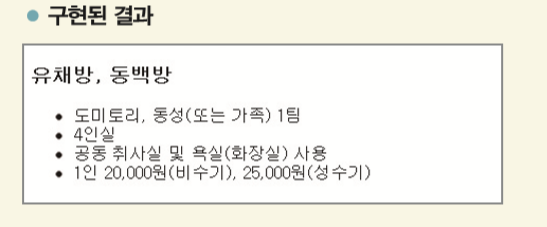 구현된 결과
유채방, 동백방
도미토리, 동성(또는 가족) 1팀
4인실
공동 취사실 및 욕실(화장실) 사용
1인 20,000원(비수기), 25,000원(성수기)